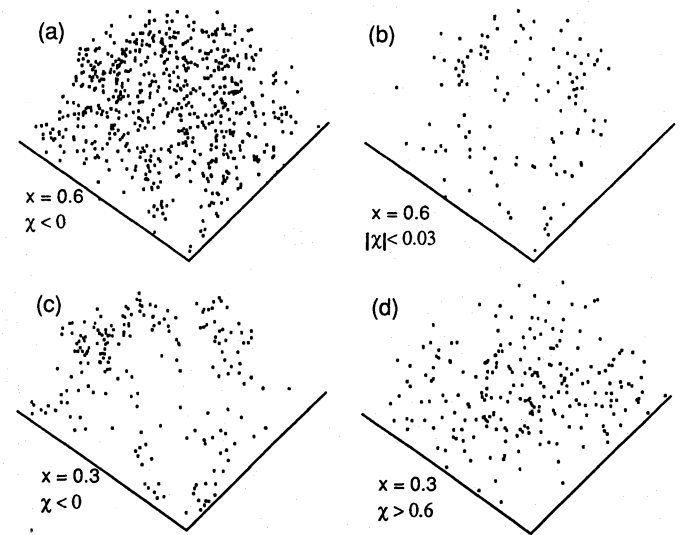 (a)
x = 0.6
χ < 0
(b)
x = 0.6
|χ| < 0.03
(c)
x = 0.3
χ < 0
(d)
x = 0.3
χ > 0.6